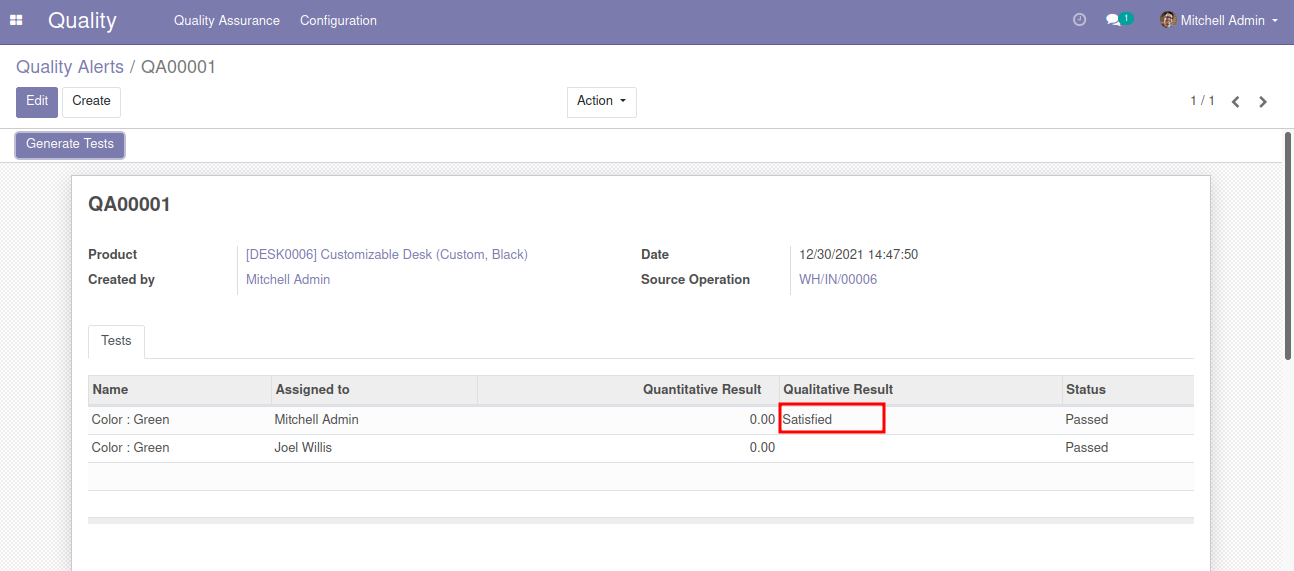 Quality Quality Assurance Configuration 1 Mitchell Admin
Quality Alerts / QA00001
Edit Create Action 1 / 1
Generate Tests
QA00001
Product [DESK0006] Customizable Desk (Custom, Black) Date 12/30/2021 14:47:50
Created by Mitchell Admin Source Operation WH/IN/00006
Tests
Name Assigned to Quantitative Result Qualitative Result Status
Color : Green Mitchell Admin 0.00 Satisfied Passed
Color : Green Joel Willis 0.00 Passed